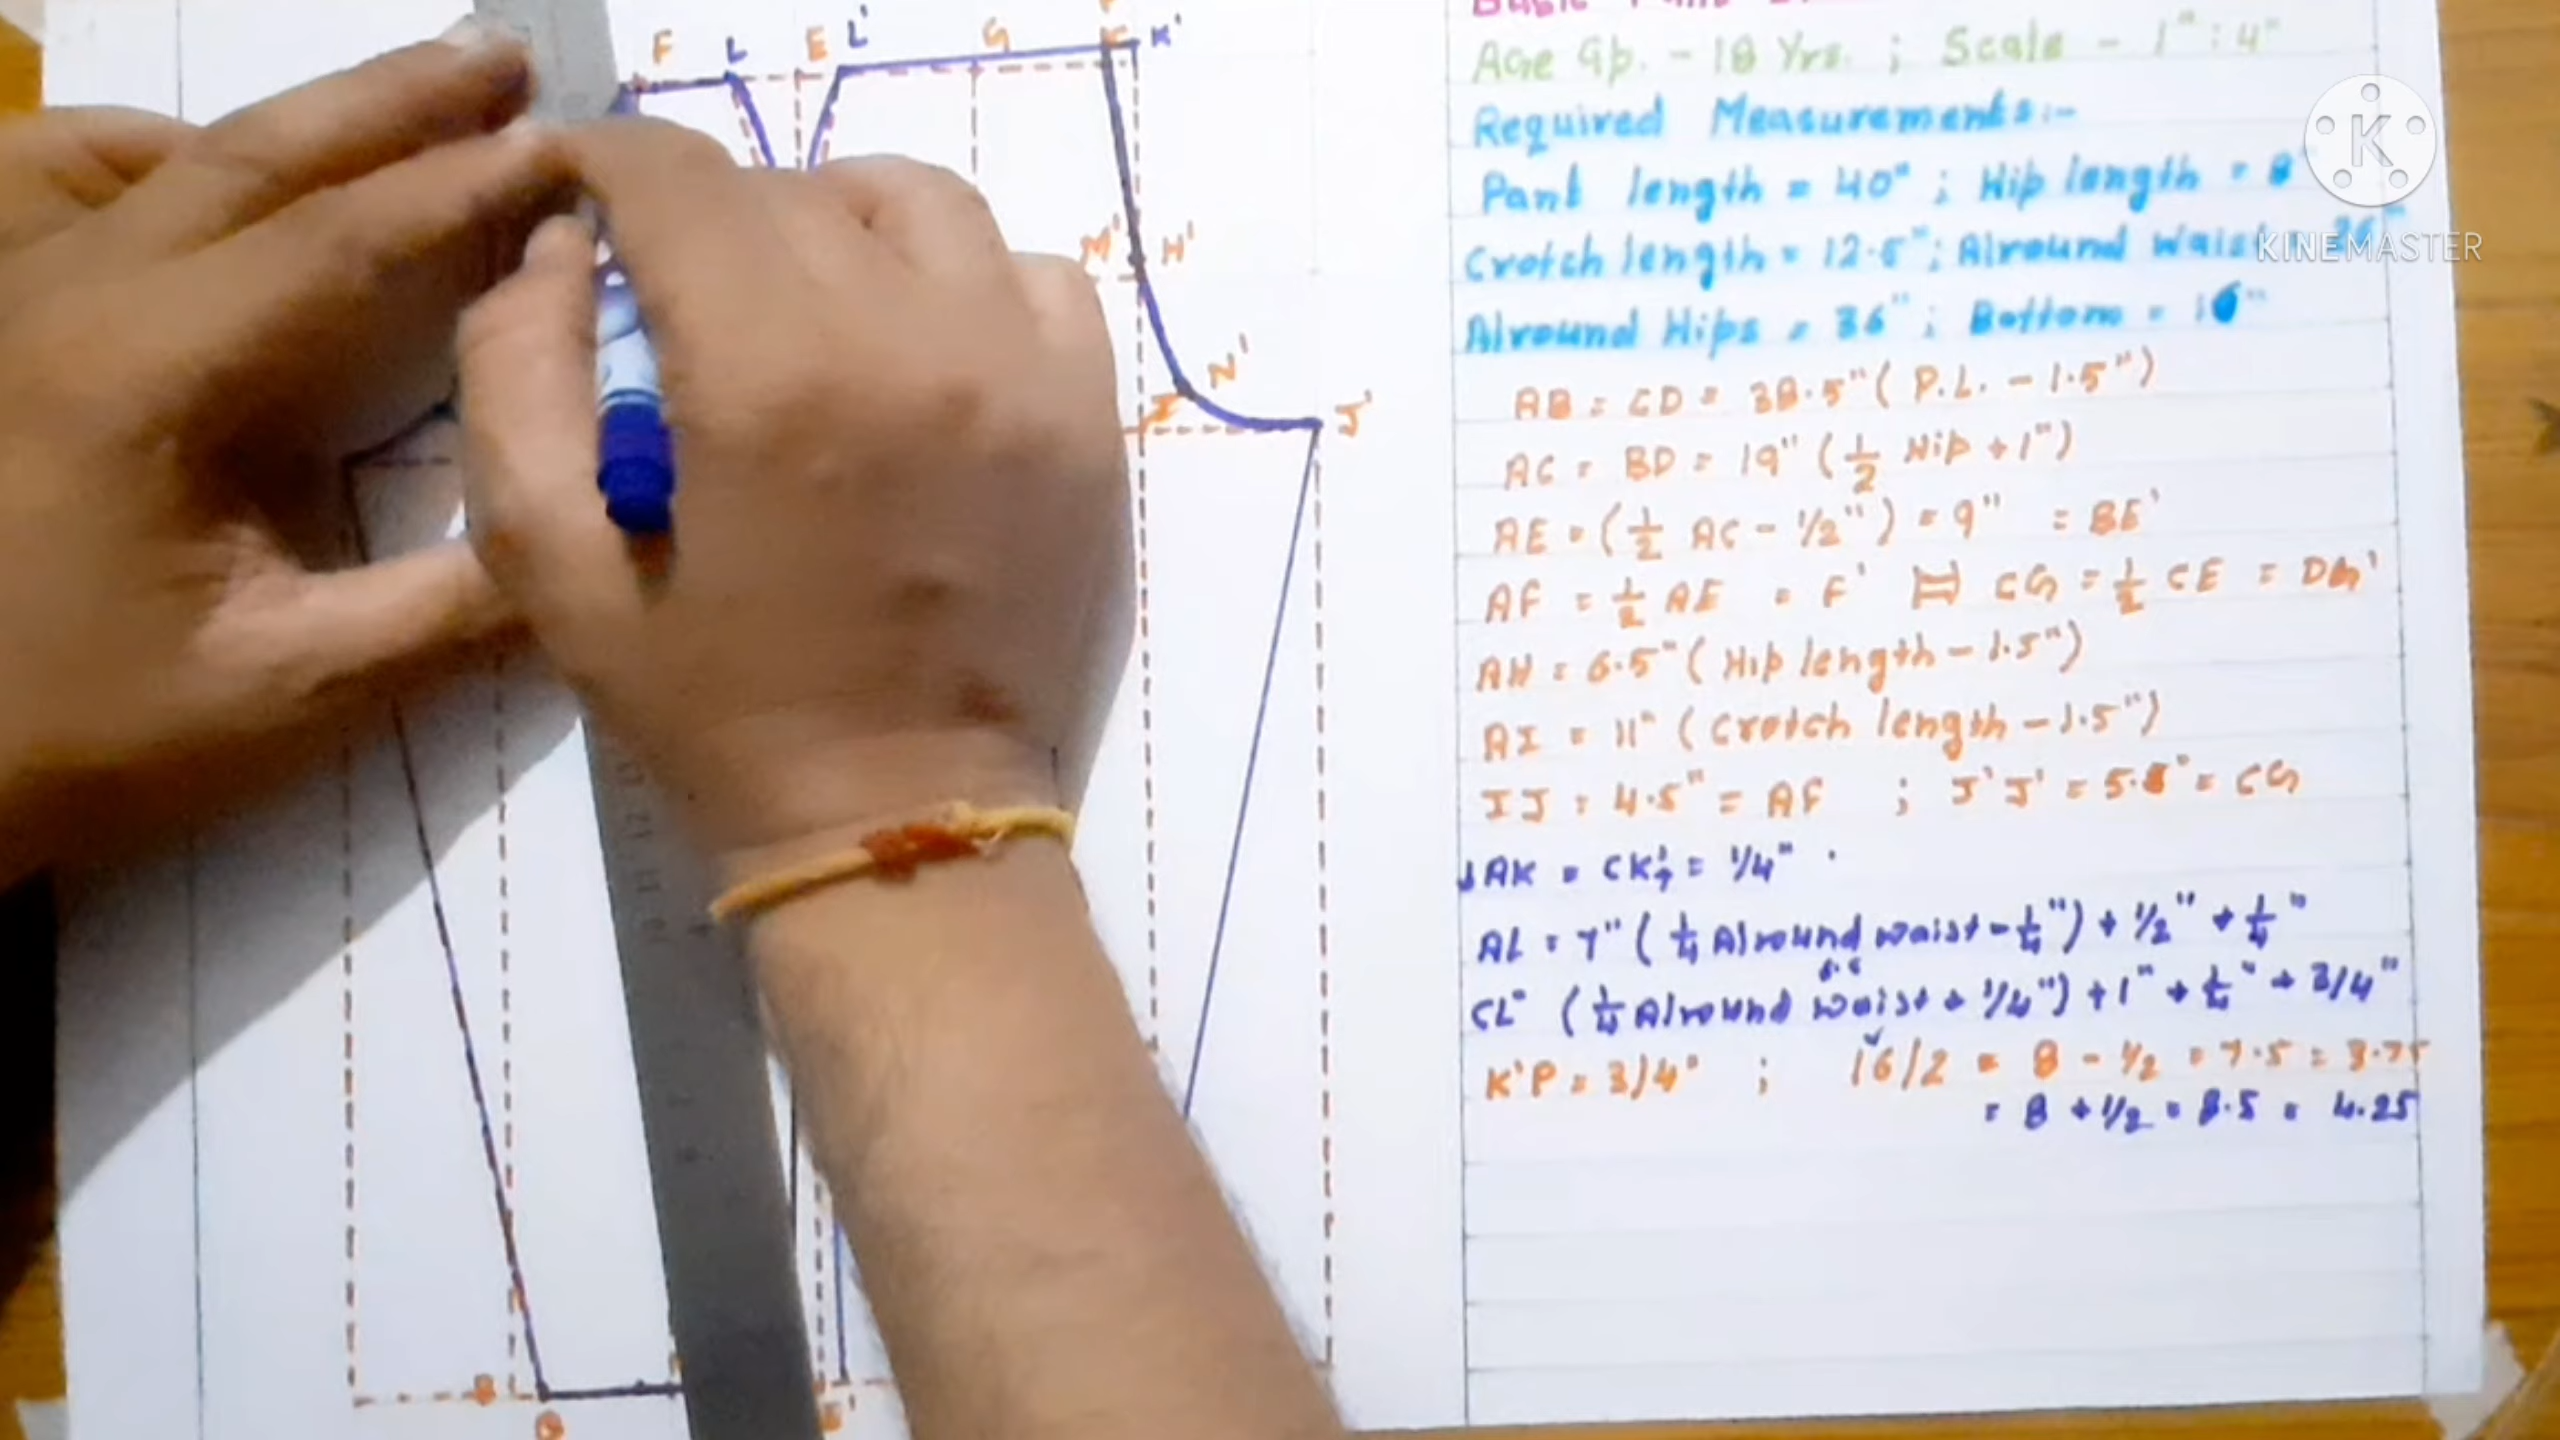 Age Gp. - 18 Yrs. ; Scale - 1" : 4"
Required Measurements :-
Pant length = 40" ; Hip length = 8"
Crotch length = 12.5" ; Alround Waist
Alround Hips = 36" ; Bottom = 16"
AB = CD = 38.5" ( P.L. - 1.5" )
AC = BD = 19" ( 1/2 Hip + 1" )
AE = ( 1/2 AC - 1/2" ) = 9" = BE'
AF = 1/2 AE = F' CG = 1/2 CE = DG'
AH = 6.5" ( Hip length - 1.5" )
AI = 11" ( Crotch length - 1.5" )
IJ = 4.5" = AF ; I'J' = 5." = CG
AK = CK' = 1/4"
AL = 7" ( 1/4 Alround waist - 1/4" ) + 1/2" + 1/4"
CL' ( 1/4 Alround waist + 1/4" ) + 1" + 1/4" + 3/4"
K'P = 3/4" ; 16/2 = 8 - 1/2 = 7.5 = 3.75
= 8 + 1/2 = 8.5 = 4.25
F L E L' G K'
M' H'
N'
I' J'
B E'
KINEMASTER